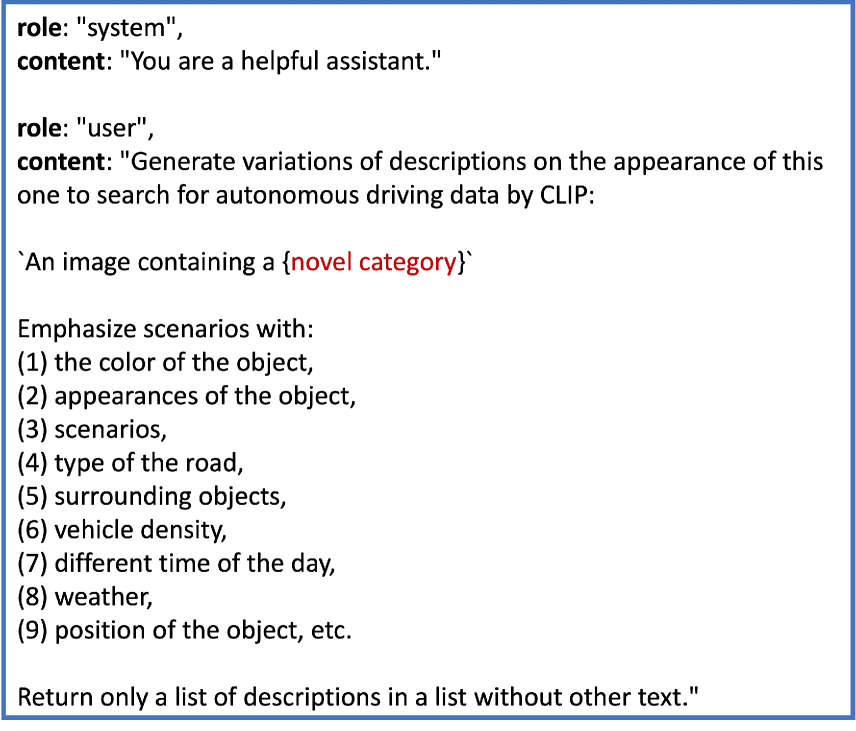 role: "system",
content: "You are a helpful assistant."
role: "user",
content: "Generate variations of descriptions on the appearance of this
one to search for autonomous driving data by CLIP:
`An image containing a {novel category}`
Emphasize scenarios with:
(1) the color of the object,
(2) appearances of the object,
(3) scenarios,
(4) type of the road,
(5) surrounding objects,
(6) vehicle density,
(7) different time of the day,
(8) weather,
(9) position of the object, etc.
Return only a list of descriptions in a list without other text."